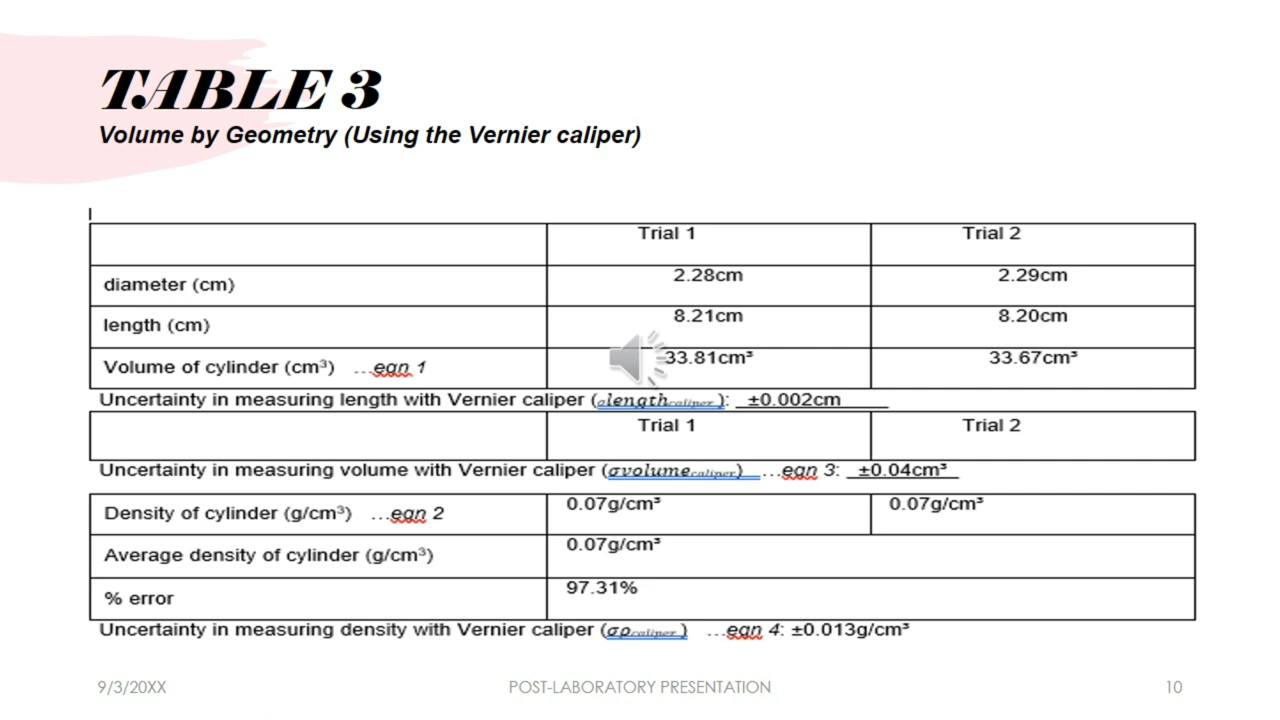 TABLE 3
Volume by Geometry (Using the Vernier caliper)
Trial 1 Trial 2
diameter (cm) 2.28cm 2.29cm
length (cm) 8.21cm 8.20cm
Volume of cylinder (cm³) …eqn 1 33.81cm³ 33.67cm³
Uncertainty in measuring length with Vernier caliper (σlengthcaliper): ±0.002cm
Trial 1 Trial 2
Uncertainty in measuring volume with Vernier caliper (σvolumecaliper) …eqn 3: ±0.04cm³
Density of cylinder (g/cm³) …eqn 2 0.07g/cm³ 0.07g/cm³
Average density of cylinder (g/cm³) 0.07g/cm³
% error 97.31%
Uncertainty in measuring density with Vernier caliper (σρcaliper) …eqn 4: ±0.013g/cm³
9/3/20XX POST-LABORATORY PRESENTATION 10